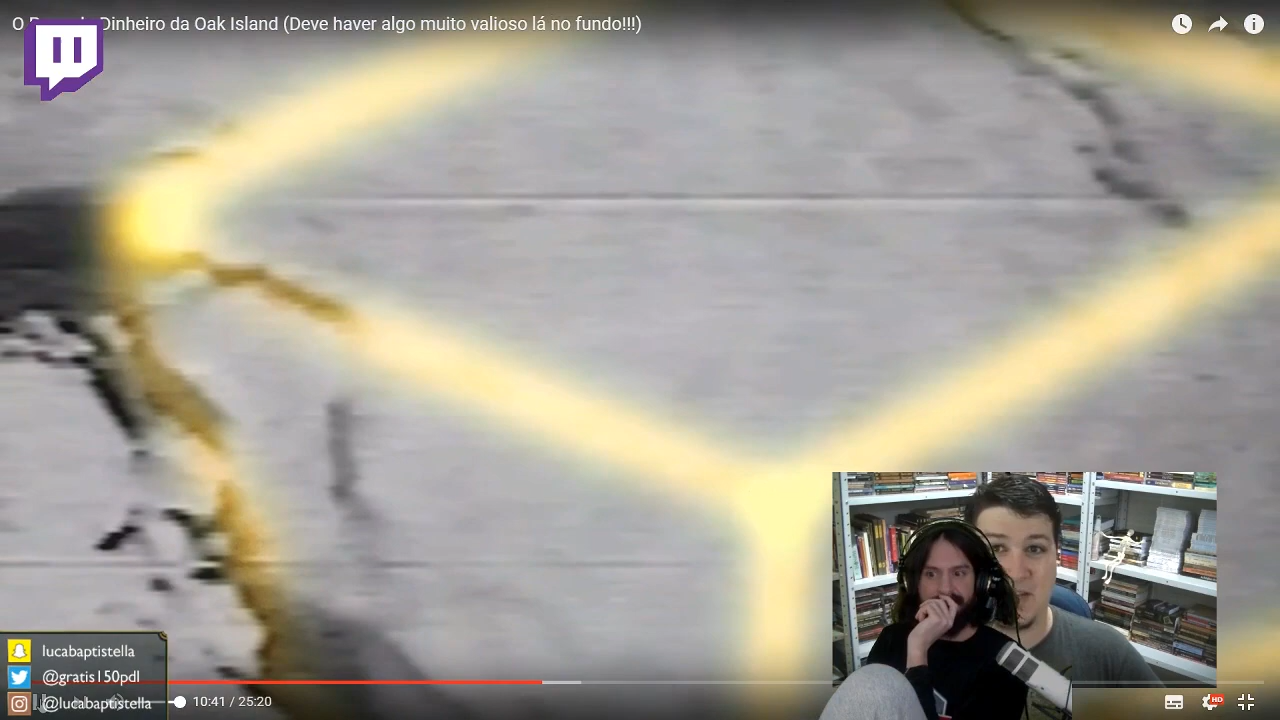 O Dinheiro da Oak Island (Deve haver algo muito valioso lá no fundo!!!)
lucabaptistella
@gratis150pdl
@lucabaptistella
10:41 / 25:20
HD